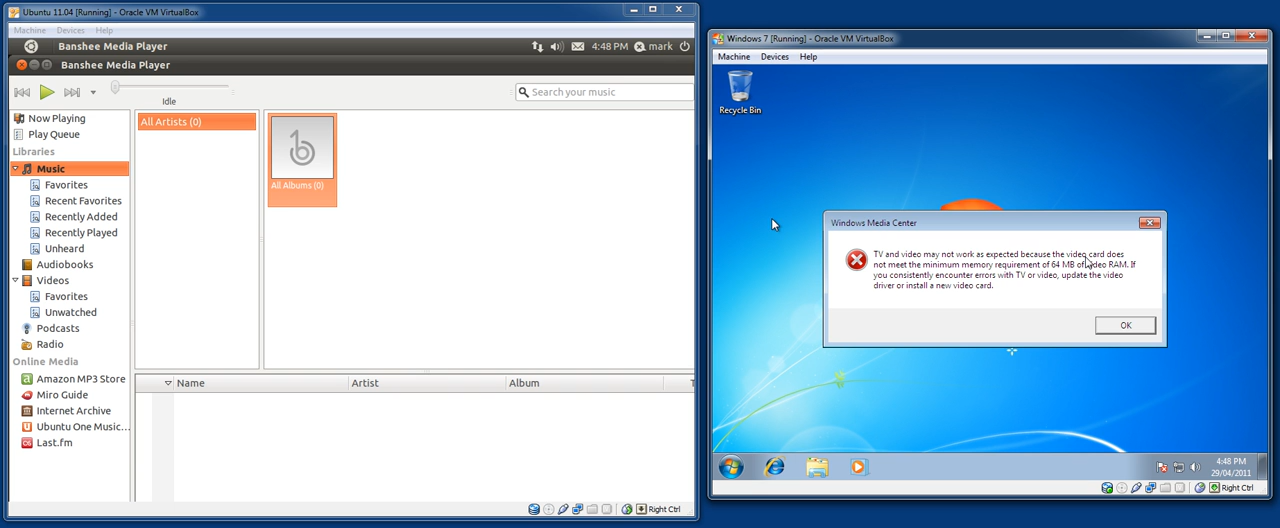 Ubuntu 11.04 [Running] - Oracle VM VirtualBox
Machine Devices Help
Banshee Media Player
4:48 PM mark
Banshee Media Player
Idle
Search your music
Now Playing
Play Queue
Libraries
Music
Favorites
Recent Favorites
Recently Added
Recently Played
Unheard
Audiobooks
Videos
Favorites
Unwatched
Podcasts
Radio
Online Media
Amazon MP3 Store
Miro Guide
Internet Archive
Ubuntu One Music...
Last.fm
All Artists (0)
All Albums (0)
Name Artist Album T
Right Ctrl
Windows 7 [Running] - Oracle VM VirtualBox
Machine Devices Help
Recycle Bin
Windows Media Center
TV and video may not work as expected because the video card does
not meet the minimum memory requirement of 64 MB of video RAM. If
you consistently encounter errors with TV or video, update the video
driver or install a new video card.
OK
4:48 PM
29/04/2011
Right Ctrl